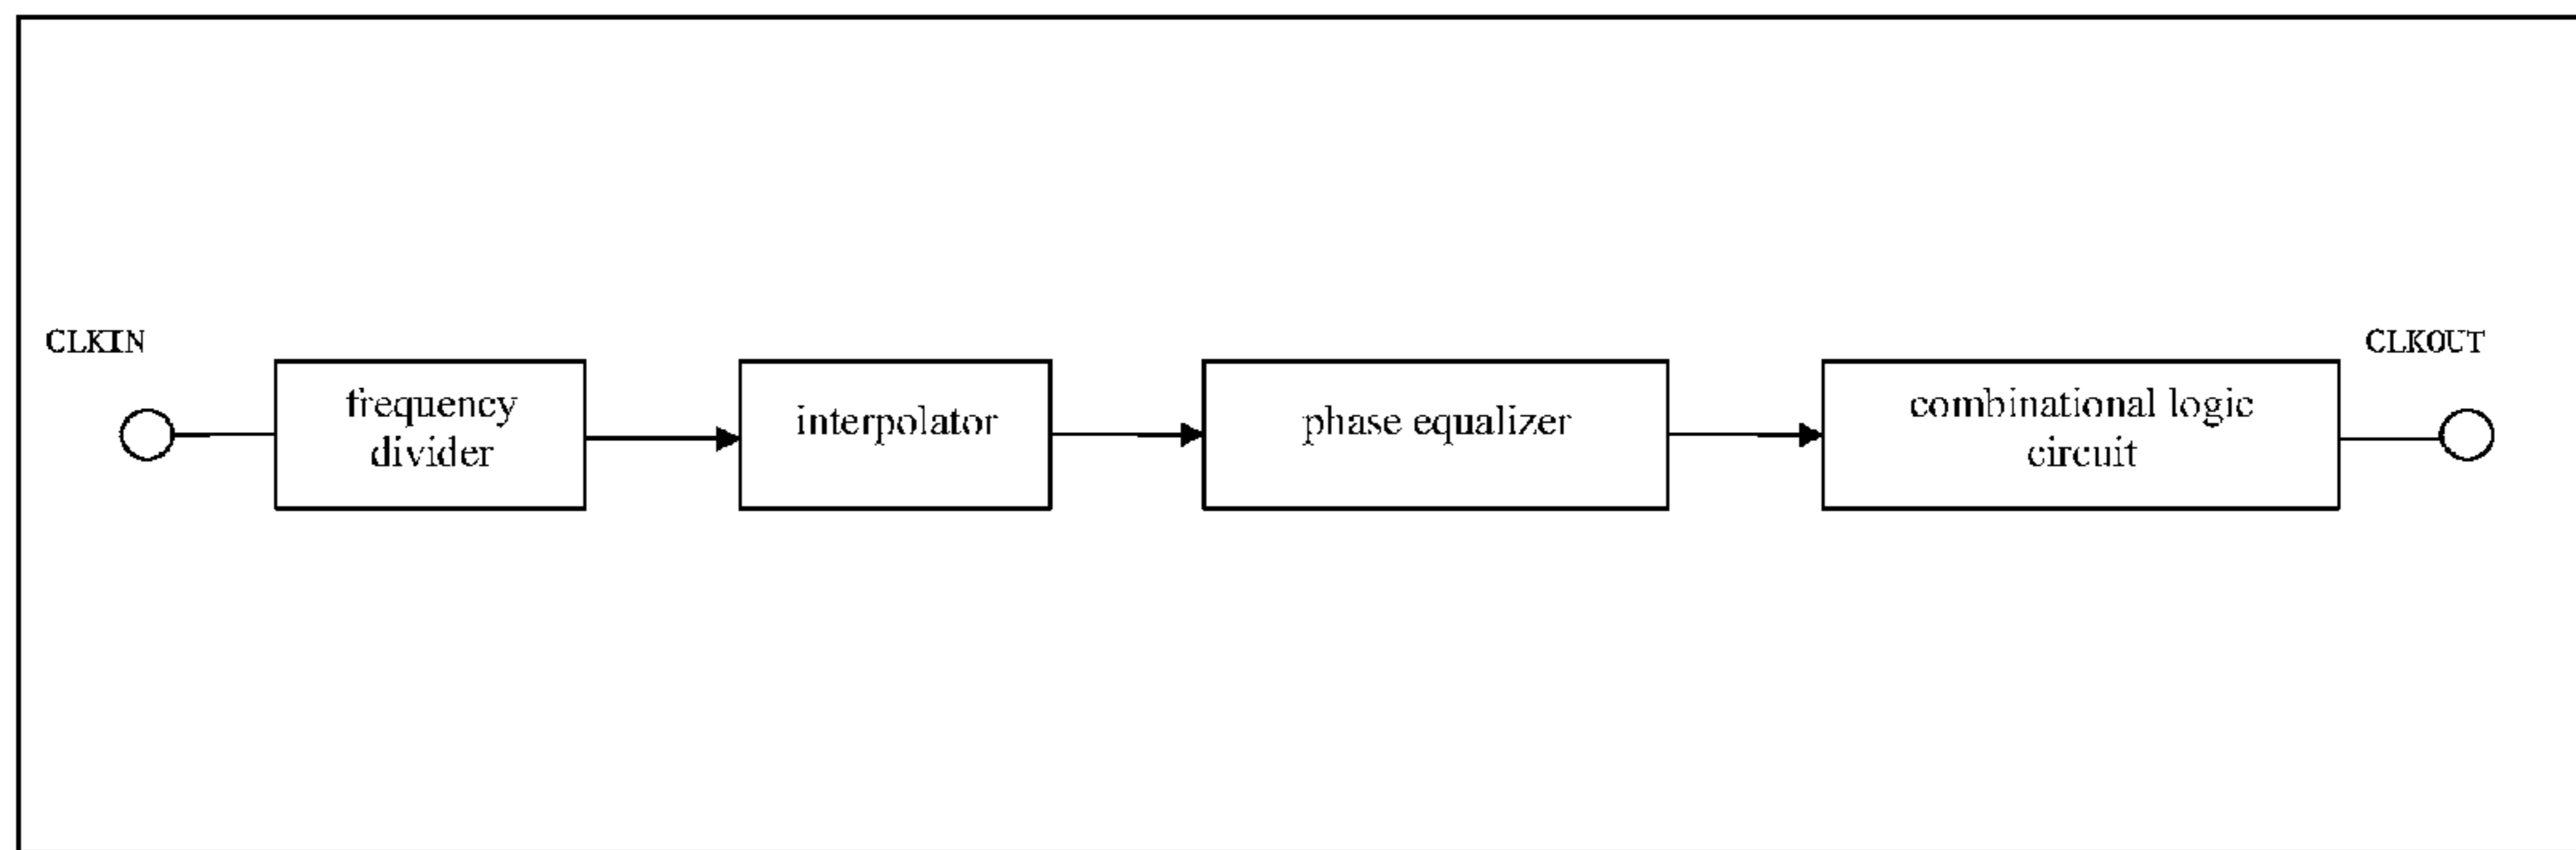 CLKIN
frequency
divider
interpolator
phase equalizer
combinational logic
circuit
CLKOUT